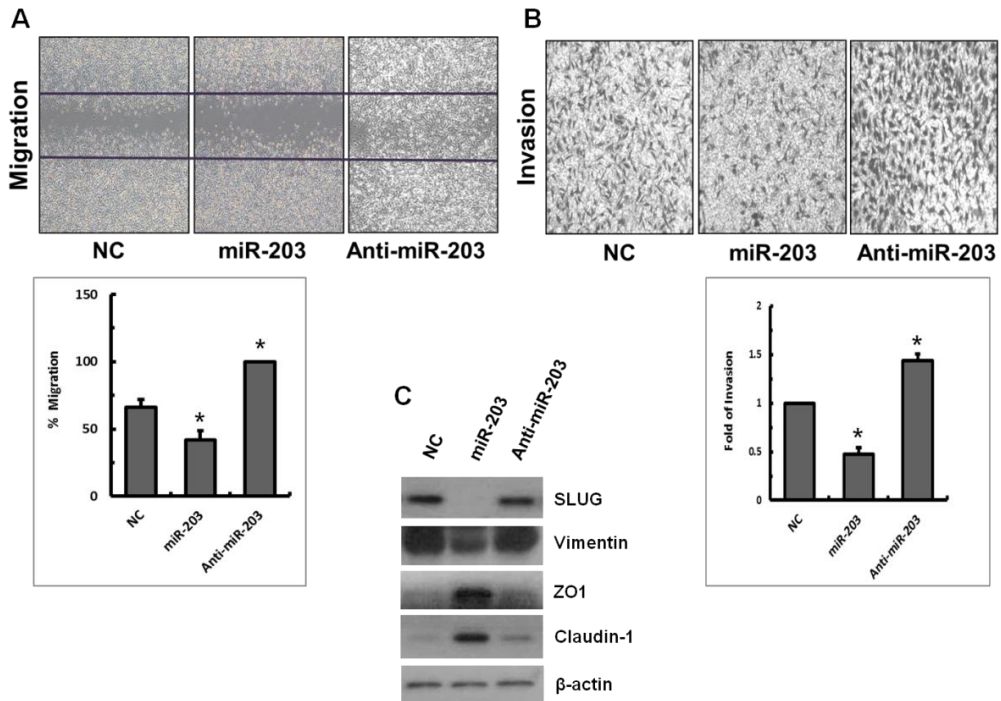 A
Migration
NC
miR-203
Anti-miR-203
150
100
50
0
% Migration
*
*
NC
miR-203
Anti-miR-203
B
Invasion
NC
miR-203
Anti-miR-203
2
1.5
1
0.5
0
Fold of Invasion
*
*
NC
miR-203
Anti-miR-203
C
NC
miR-203
Anti-miR-203
SLUG
Vimentin
ZO1
Claudin-1
β-actin